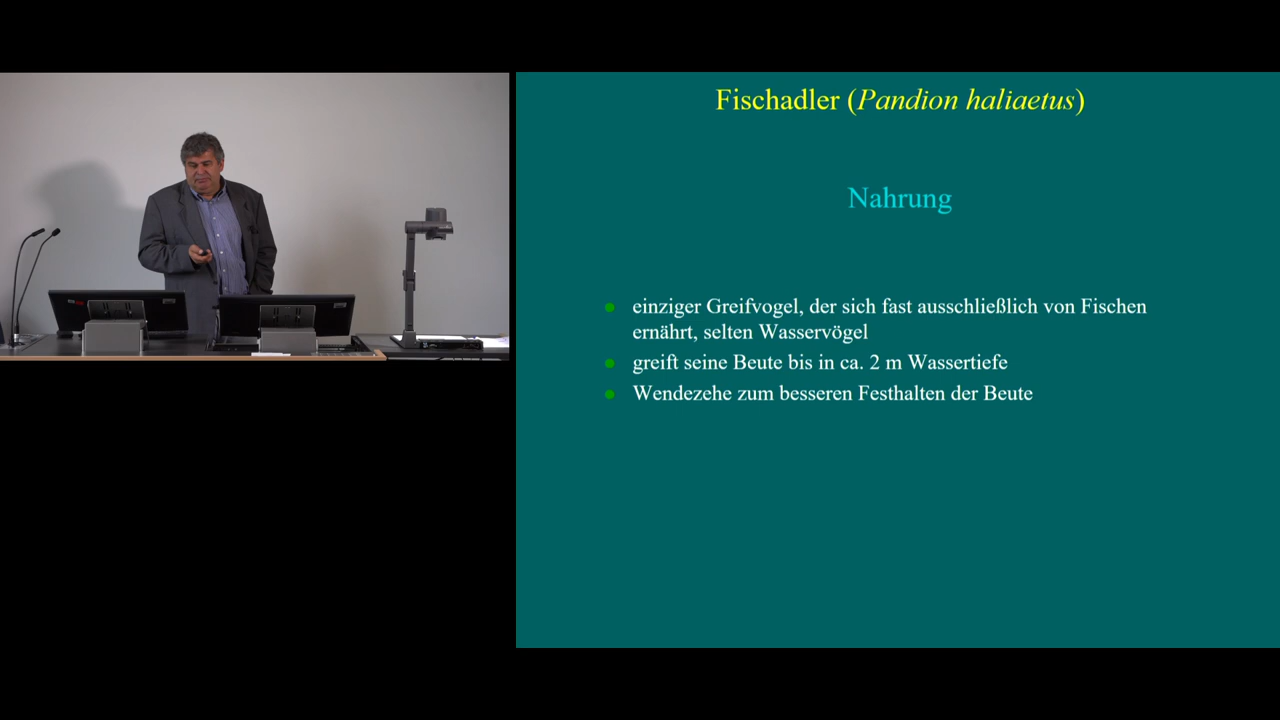 Fischadler (Pandion haliaetus)
Nahrung
einziger Greifvogel, der sich fast ausschließlich von Fischen
ernährt, selten Wasservögel
greift seine Beute bis in ca. 2 m Wassertiefe
Wendezehe zum besseren Festhalten der Beute